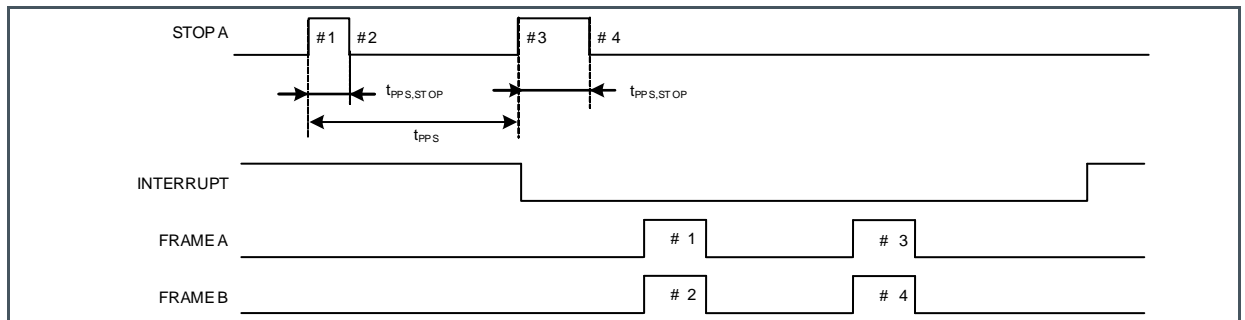 STOP A
#1 #2 #3 # 4
tPPS,STOP tPPS,STOP
tPPS
INTERRUPT
FRAME A # 1 # 3
FRAME B # 2 # 4